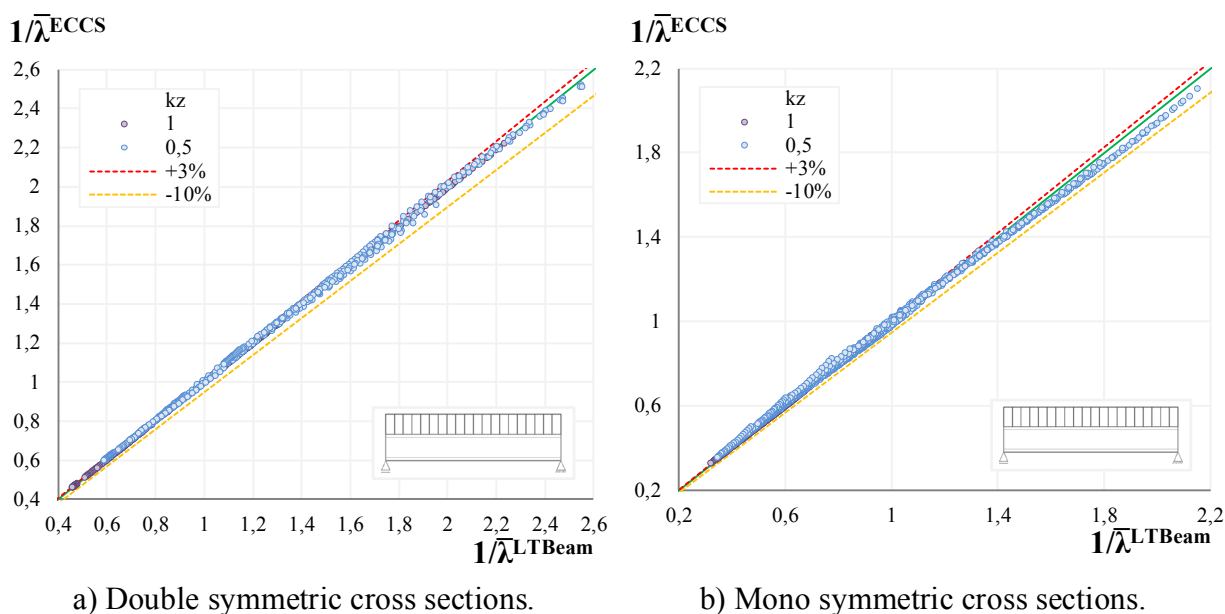 1/λ̅ᴱᶜᶜˢ
2,6
2,4
2,2
2
1,8
1,6
1,4
1,2
1
0,8
0,6
0,4
kz
1
0,5
+3%
-10%
0,4 0,6 0,8 1 1,2 1,4 1,6 1,8 2 2,2 2,4 2,6
1/λ̅ LTBeam
a) Double symmetric cross sections.
1/λ̅ ECCS
2,2
1,8
1,4
1
0,6
0,2
kz
1
0,5
+3%
-10%
0,2 0,6 1 1,4 1,8 2,2
1/λ̅ LTBeam
b) Mono symmetric cross sections.